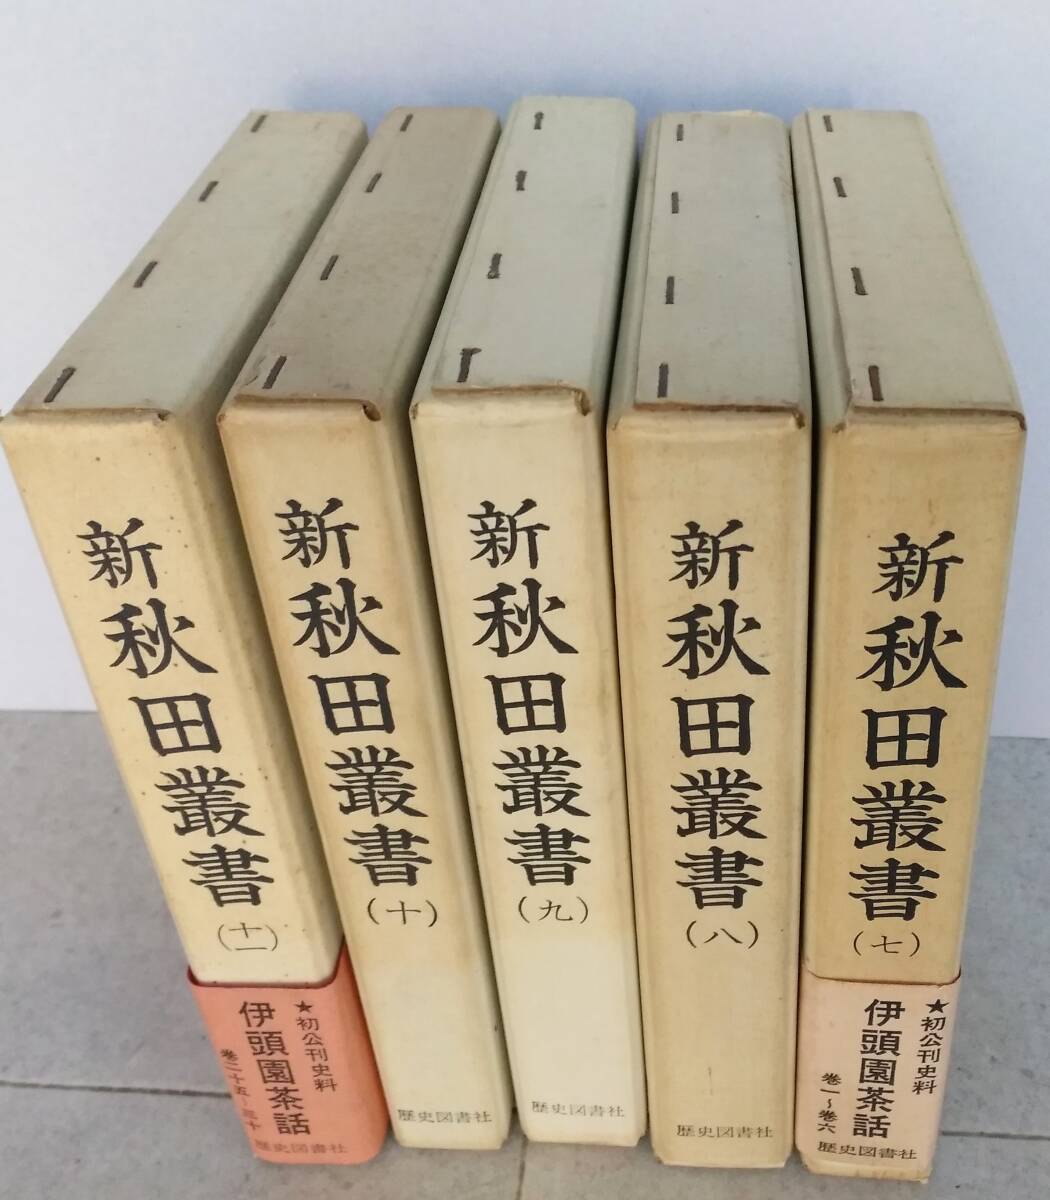 新秋田叢書
(十一)
★初公刊史料
伊頭園茶話
巻二十五~三十
歴史図書社
新秋田叢書
(十)
歴史図書社
新秋田叢書
(九)
歴史図書社
新秋田叢書
(八)
歴史図書社
新秋田叢書
(七)
★初公刊史料
伊頭園茶話
巻一~巻六
歴史図書社